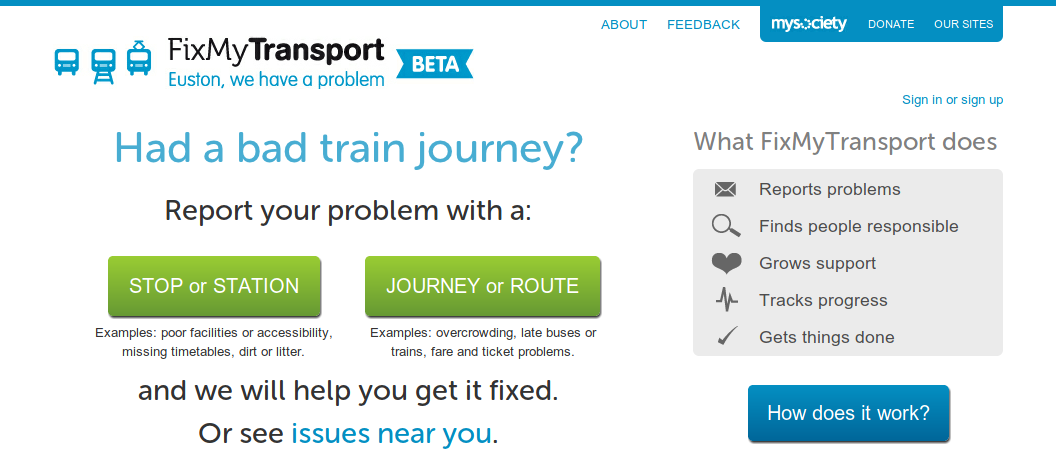 ABOUT FEEDBACK mysociety DONATE OUR SITES
FixMyTransport
Euston, we have a problem
BETA
Sign in or sign up
Had a bad train journey?
Report your problem with a:
STOP or STATION
Examples: poor facilities or accessibility,
missing timetables, dirt or litter.
JOURNEY or ROUTE
Examples: overcrowding, late buses or
trains, fare and ticket problems.
and we will help you get it fixed.
Or see issues near you.
What FixMyTransport does
Reports problems
Finds people responsible
Grows support
Tracks progress
Gets things done
How does it work?